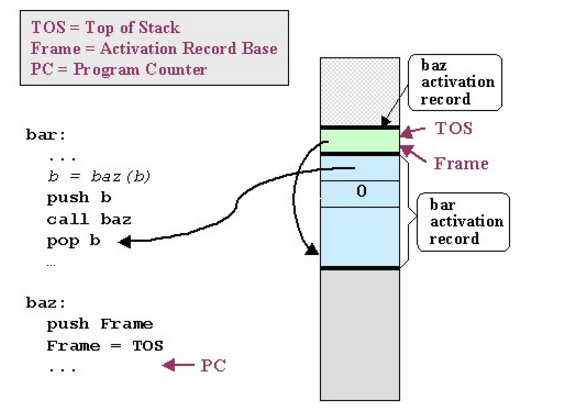 TOS = Top of Stack
Frame = Activation Record Base
PC = Program Counter
baz
activation
record
TOS
Frame
0
bar
activation
record
bar:
...
b = baz(b)
push b
call baz
pop b
…
baz:
push Frame
Frame = TOS
...
PC